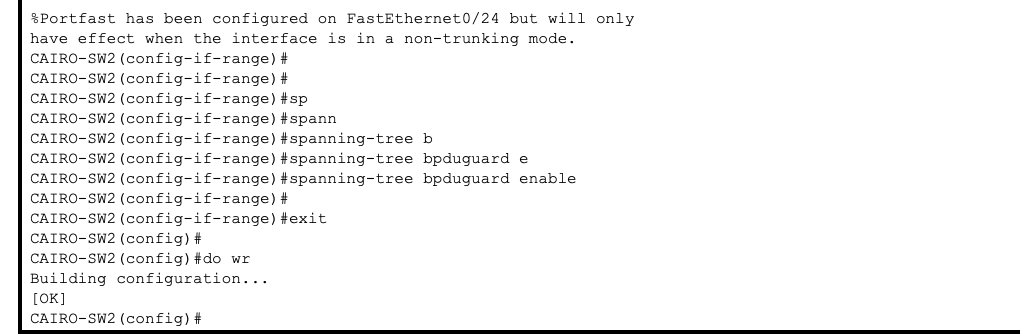 %Portfast has been configured on FastEthernet0/24 but will only
have effect when the interface is in a non-trunking mode.
CAIRO-SW2(config-if-range)#
CAIRO-SW2(config-if-range)#
CAIRO-SW2(config-if-range)#sp
CAIRO-SW2(config-if-range)#spann
CAIRO-SW2(config-if-range)#spanning-tree b
CAIRO-SW2(config-if-range)#spanning-tree bpduguard e
CAIRO-SW2(config-if-range)#spanning-tree bpduguard enable
CAIRO-SW2(config-if-range)#
CAIRO-SW2(config-if-range)#exit
CAIRO-SW2(config)#
CAIRO-SW2(config)#do wr
Building configuration...
[OK]
CAIRO-SW2(config)#